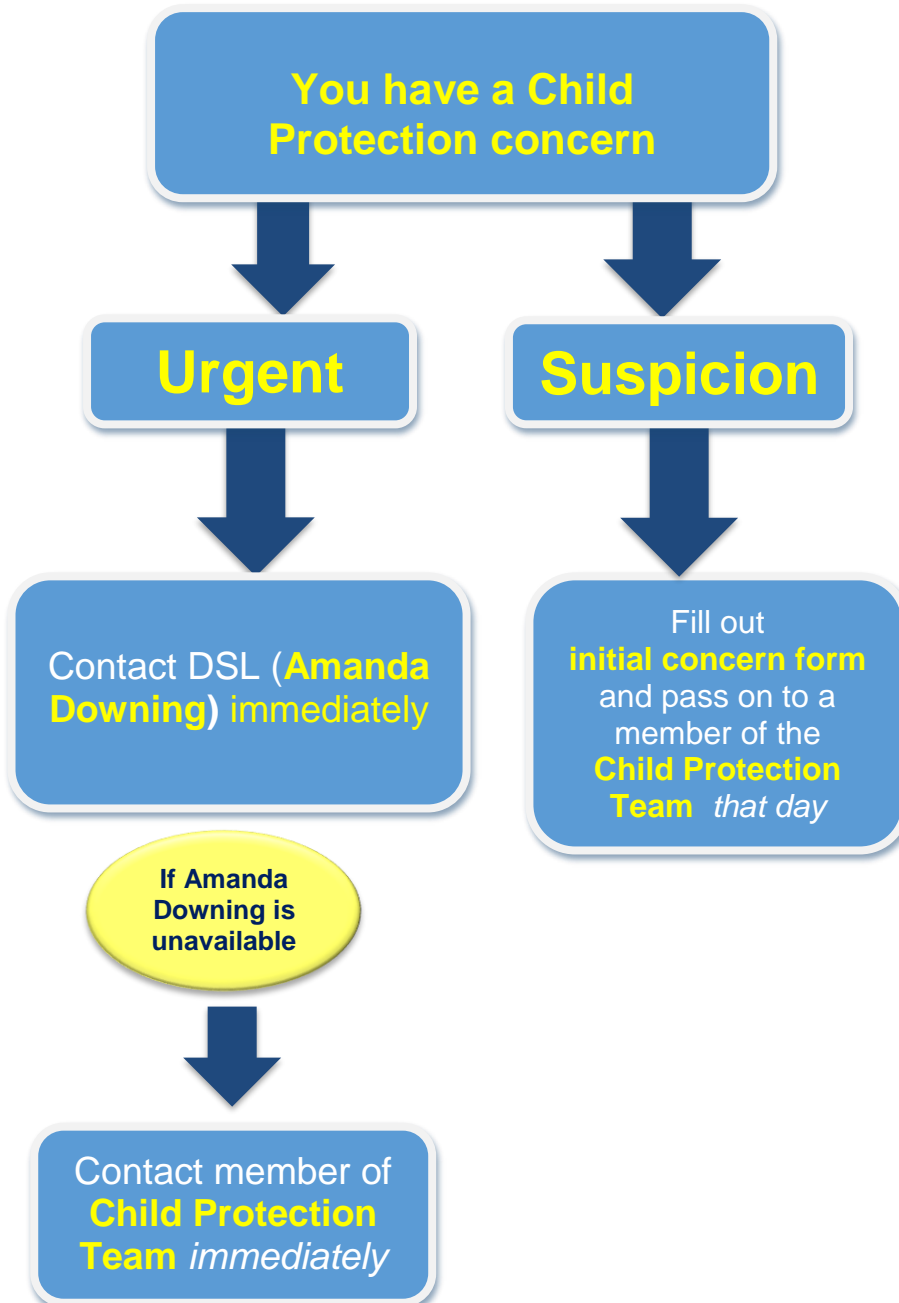 You have a Child
Protection concern
Urgent
Suspicion
Contact DSL (Amanda
Downing) immediately
Fill out
initial concern form
and pass on to a
member of the
Child Protection
Team that day
If Amanda
Downing is
unavailable
Contact member of
Child Protection
Team immediately